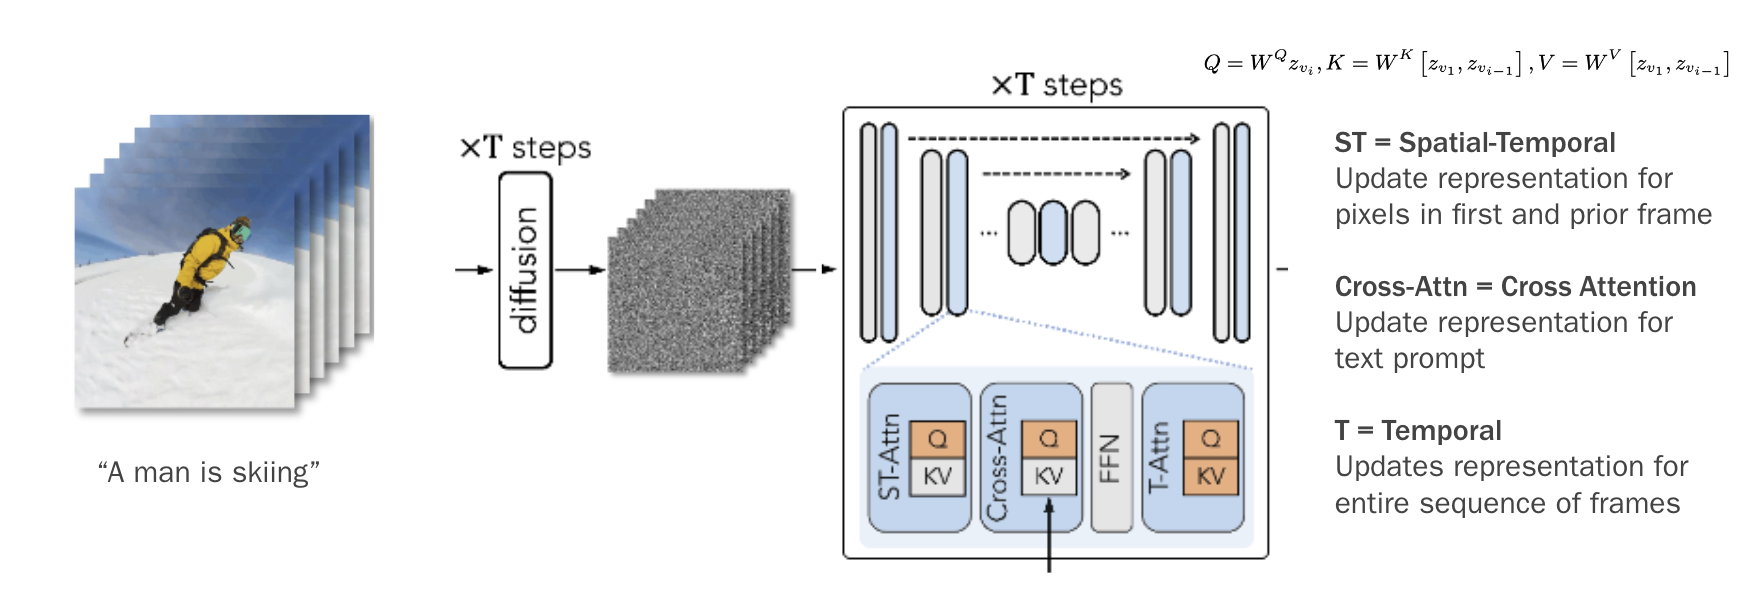 Q = W^Q z_{v_i}, K = W^K [z_{v_1}, z_{v_{i-1}}], V = W^V [z_{v_1}, z_{v_{i-1}}]
×T steps
×T steps
diffusion
...
...
ST-Attn
Q
KV
Cross-Attn
Q
KV
FFN
T-Attn
Q
KV
“A man is skiing”
ST = Spatial-Temporal
Update representation for
pixels in first and prior frame
Cross-Attn = Cross Attention
Update representation for
text prompt
T = Temporal
Updates representation for
entire sequence of frames